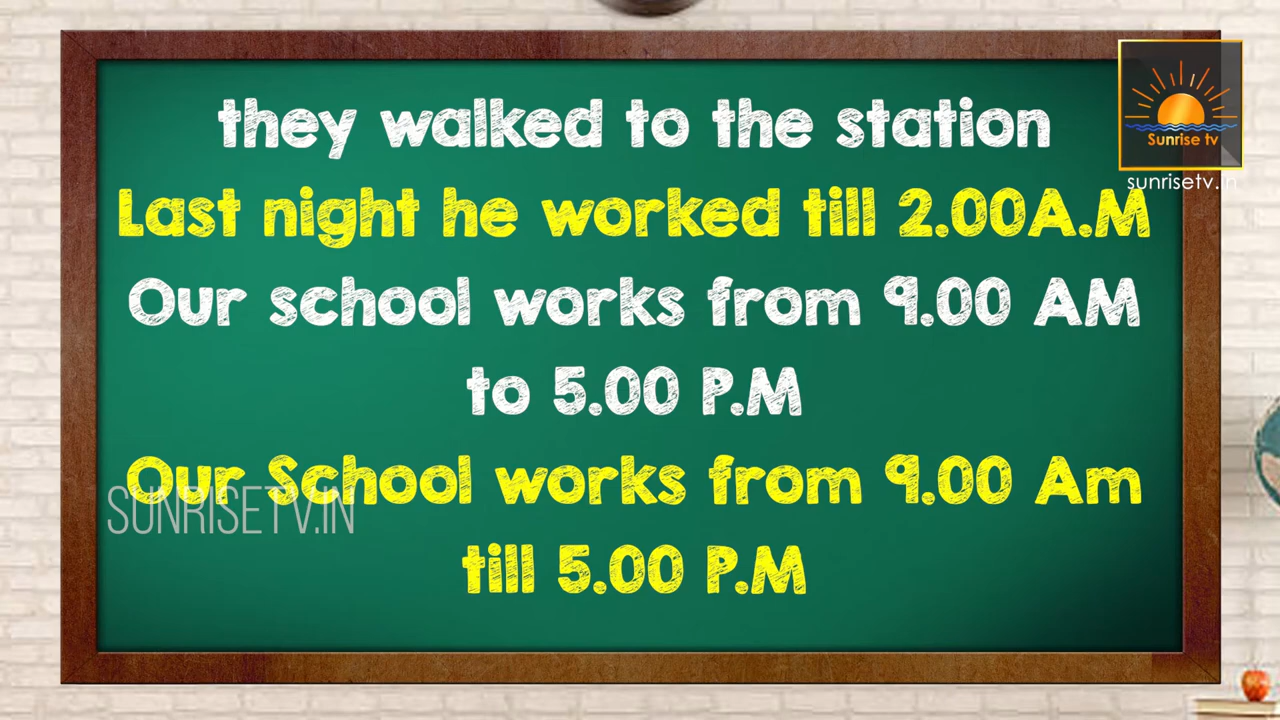 they walked to the station
Last night he worked till 2.00A.M
Our school works from 9.00 AM
to 5.00 P.M
Our School works from 9.00 Am
till 5.00 P.M
Sunrise tv
sunrisetv.in
SUNRISETV.IN